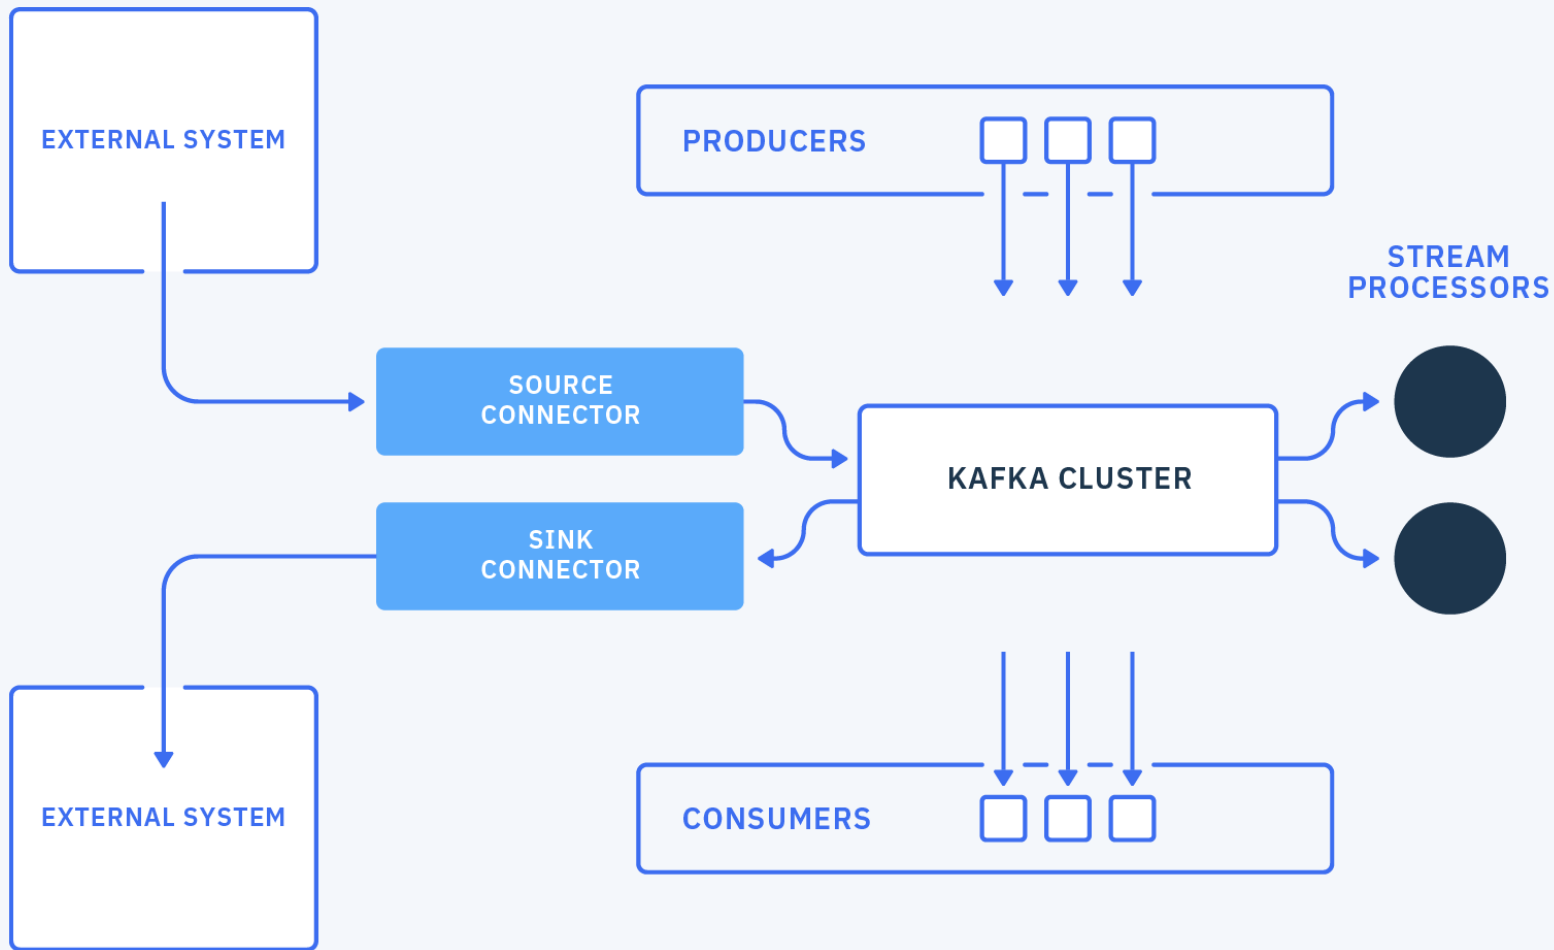 EXTERNAL SYSTEM
PRODUCERS
STREAM
PROCESSORS
SOURCE
CONNECTOR
KAFKA CLUSTER
SINK
CONNECTOR
EXTERNAL SYSTEM
CONSUMERS